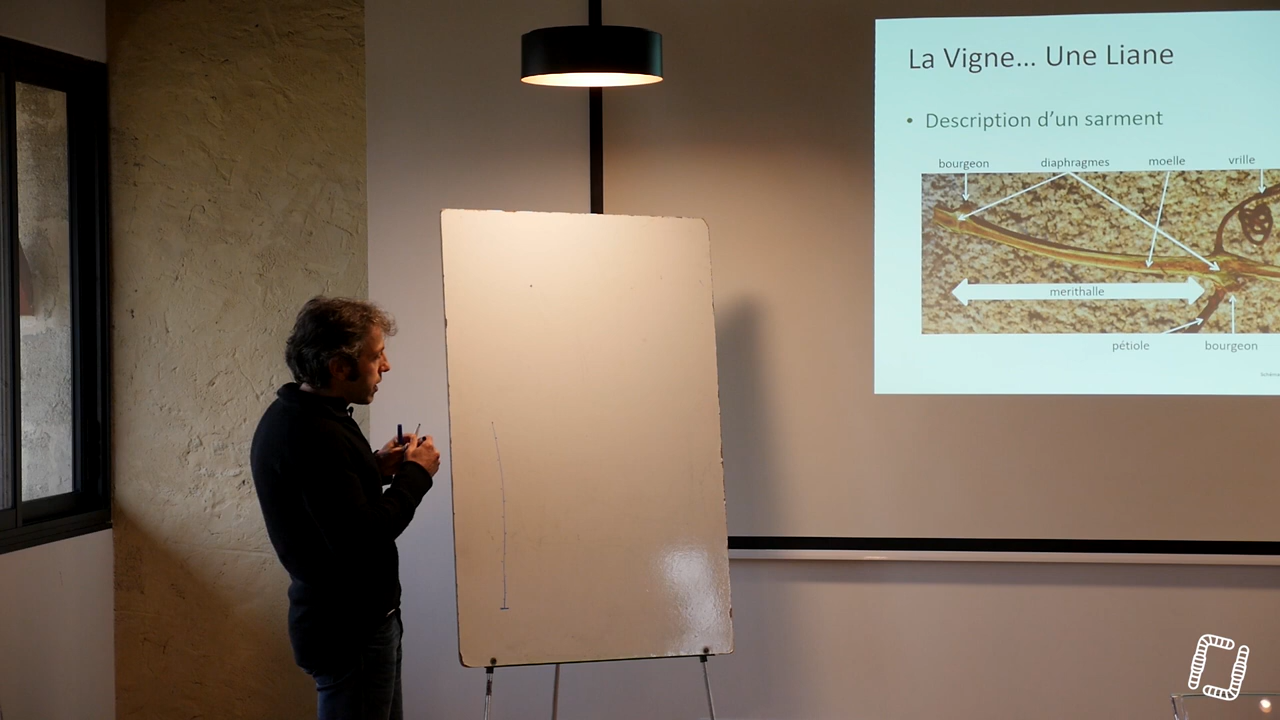 La Vigne... Une Liane
• Description d'un sarment
bourgeon diaphragmes moelle vrille
merithalle
pétiole bourgeon